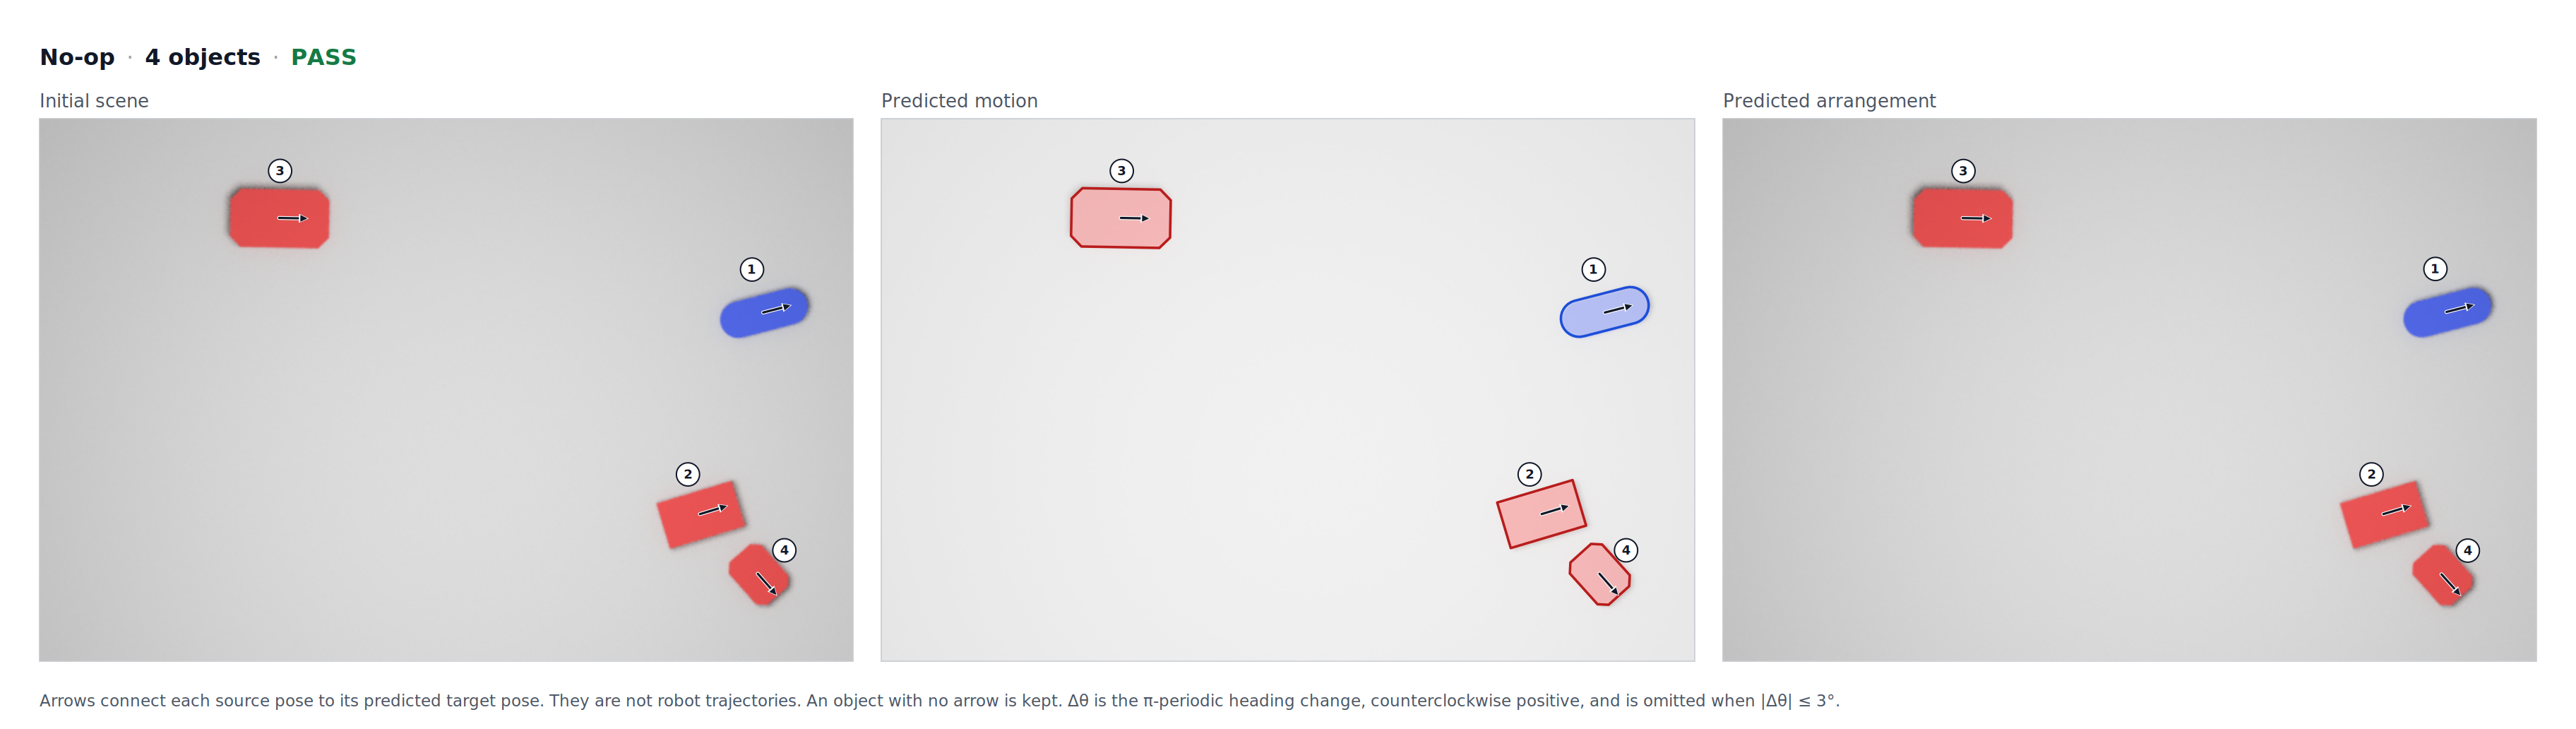 No-op · 4 objects · PASS
Initial scene
Predicted motion
Predicted arrangement
3
1
2
4
3
1
2
4
3
1
2
4
Arrows connect each source pose to its predicted target pose. They are not robot trajectories. An object with no arrow is kept. Δθ is the π-periodic heading change, counterclockwise positive, and is omitted when |Δθ| ≤ 3°.